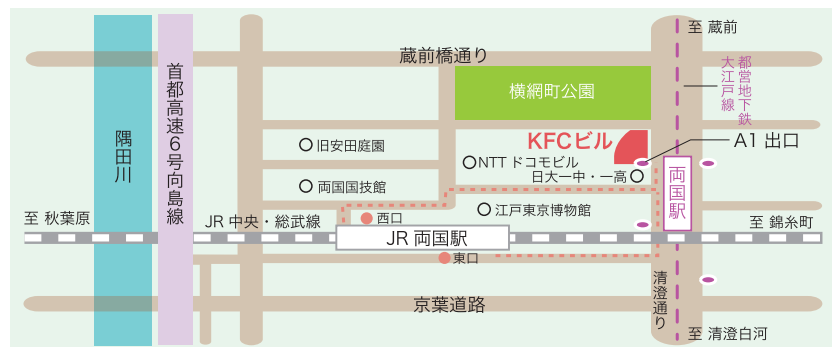 至 蔵前
蔵前橋通り
都営地下鉄
大江戸線
首都高速6号向島線
横網町公園
隅田川
KFCビル
A1 出口
旧安田庭園
NTT ドコモビル
日大一中・一高
両国国技館
両国駅
江戸東京博物館
西口
至 秋葉原
JR 中央・総武線
至 錦糸町
JR 両国駅
東口
清澄通り
京葉道路
至 清澄白河